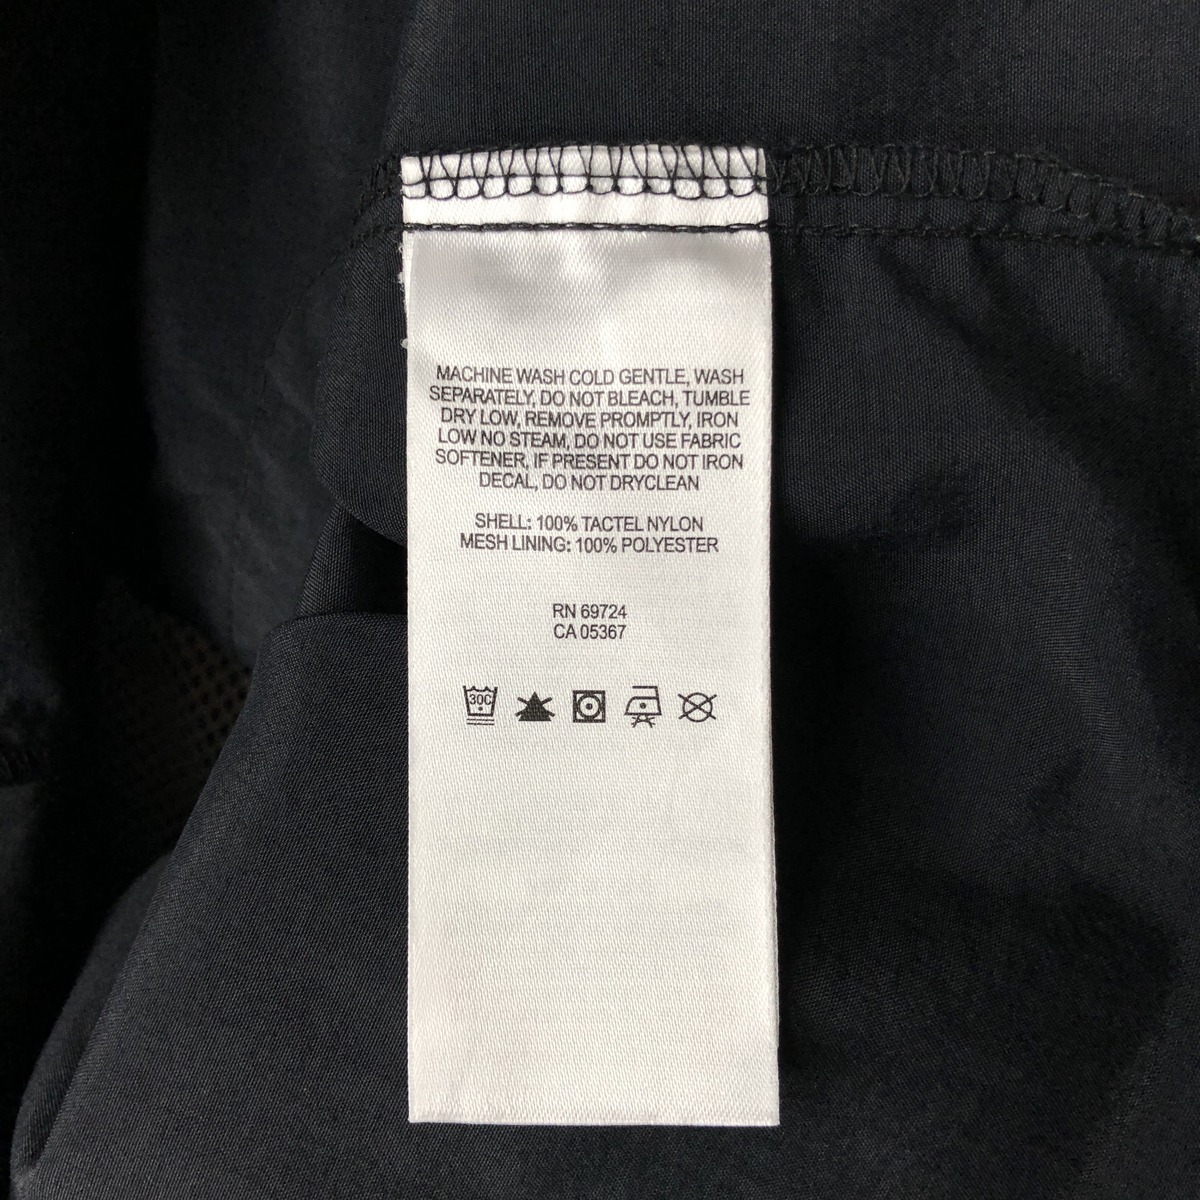 MACHINE WASH COLD GENTLE, WASH
SEPARATELY, DO NOT BLEACH, TUMBLE
DRY LOW, REMOVE PROMPTLY, IRON
LOW NO STEAM, DO NOT USE FABRIC
SOFTENER, IF PRESENT DO NOT IRON
DECAL, DO NOT DRYCLEAN
SHELL: 100% TACTEL NYLON
MESH LINING: 100% POLYESTER
RN 69724
CA 05367
30C